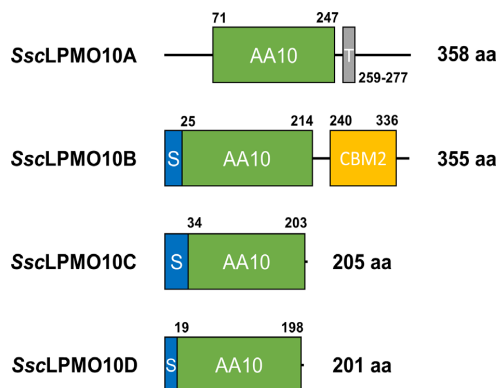 71 247
SscLPMO10A AA10 T 358 aa
259-277
25 214 240 336
SscLPMO10B S AA10 CBM2 355 aa
34 203
SscLPMO10C S AA10 205 aa
19 198
SscLPMO10D S AA10 201 aa